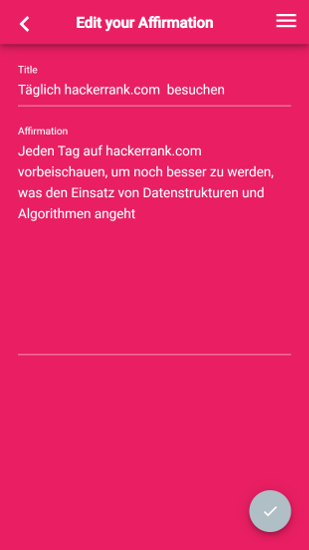 Edit your Affirmation
Title
Täglich hackerrank.com  besuchen
Affirmation
Jeden Tag auf hackerrank.com
vorbeischauen, um noch besser zu werden,
was den Einsatz von Datenstrukturen und
Algorithmen angeht